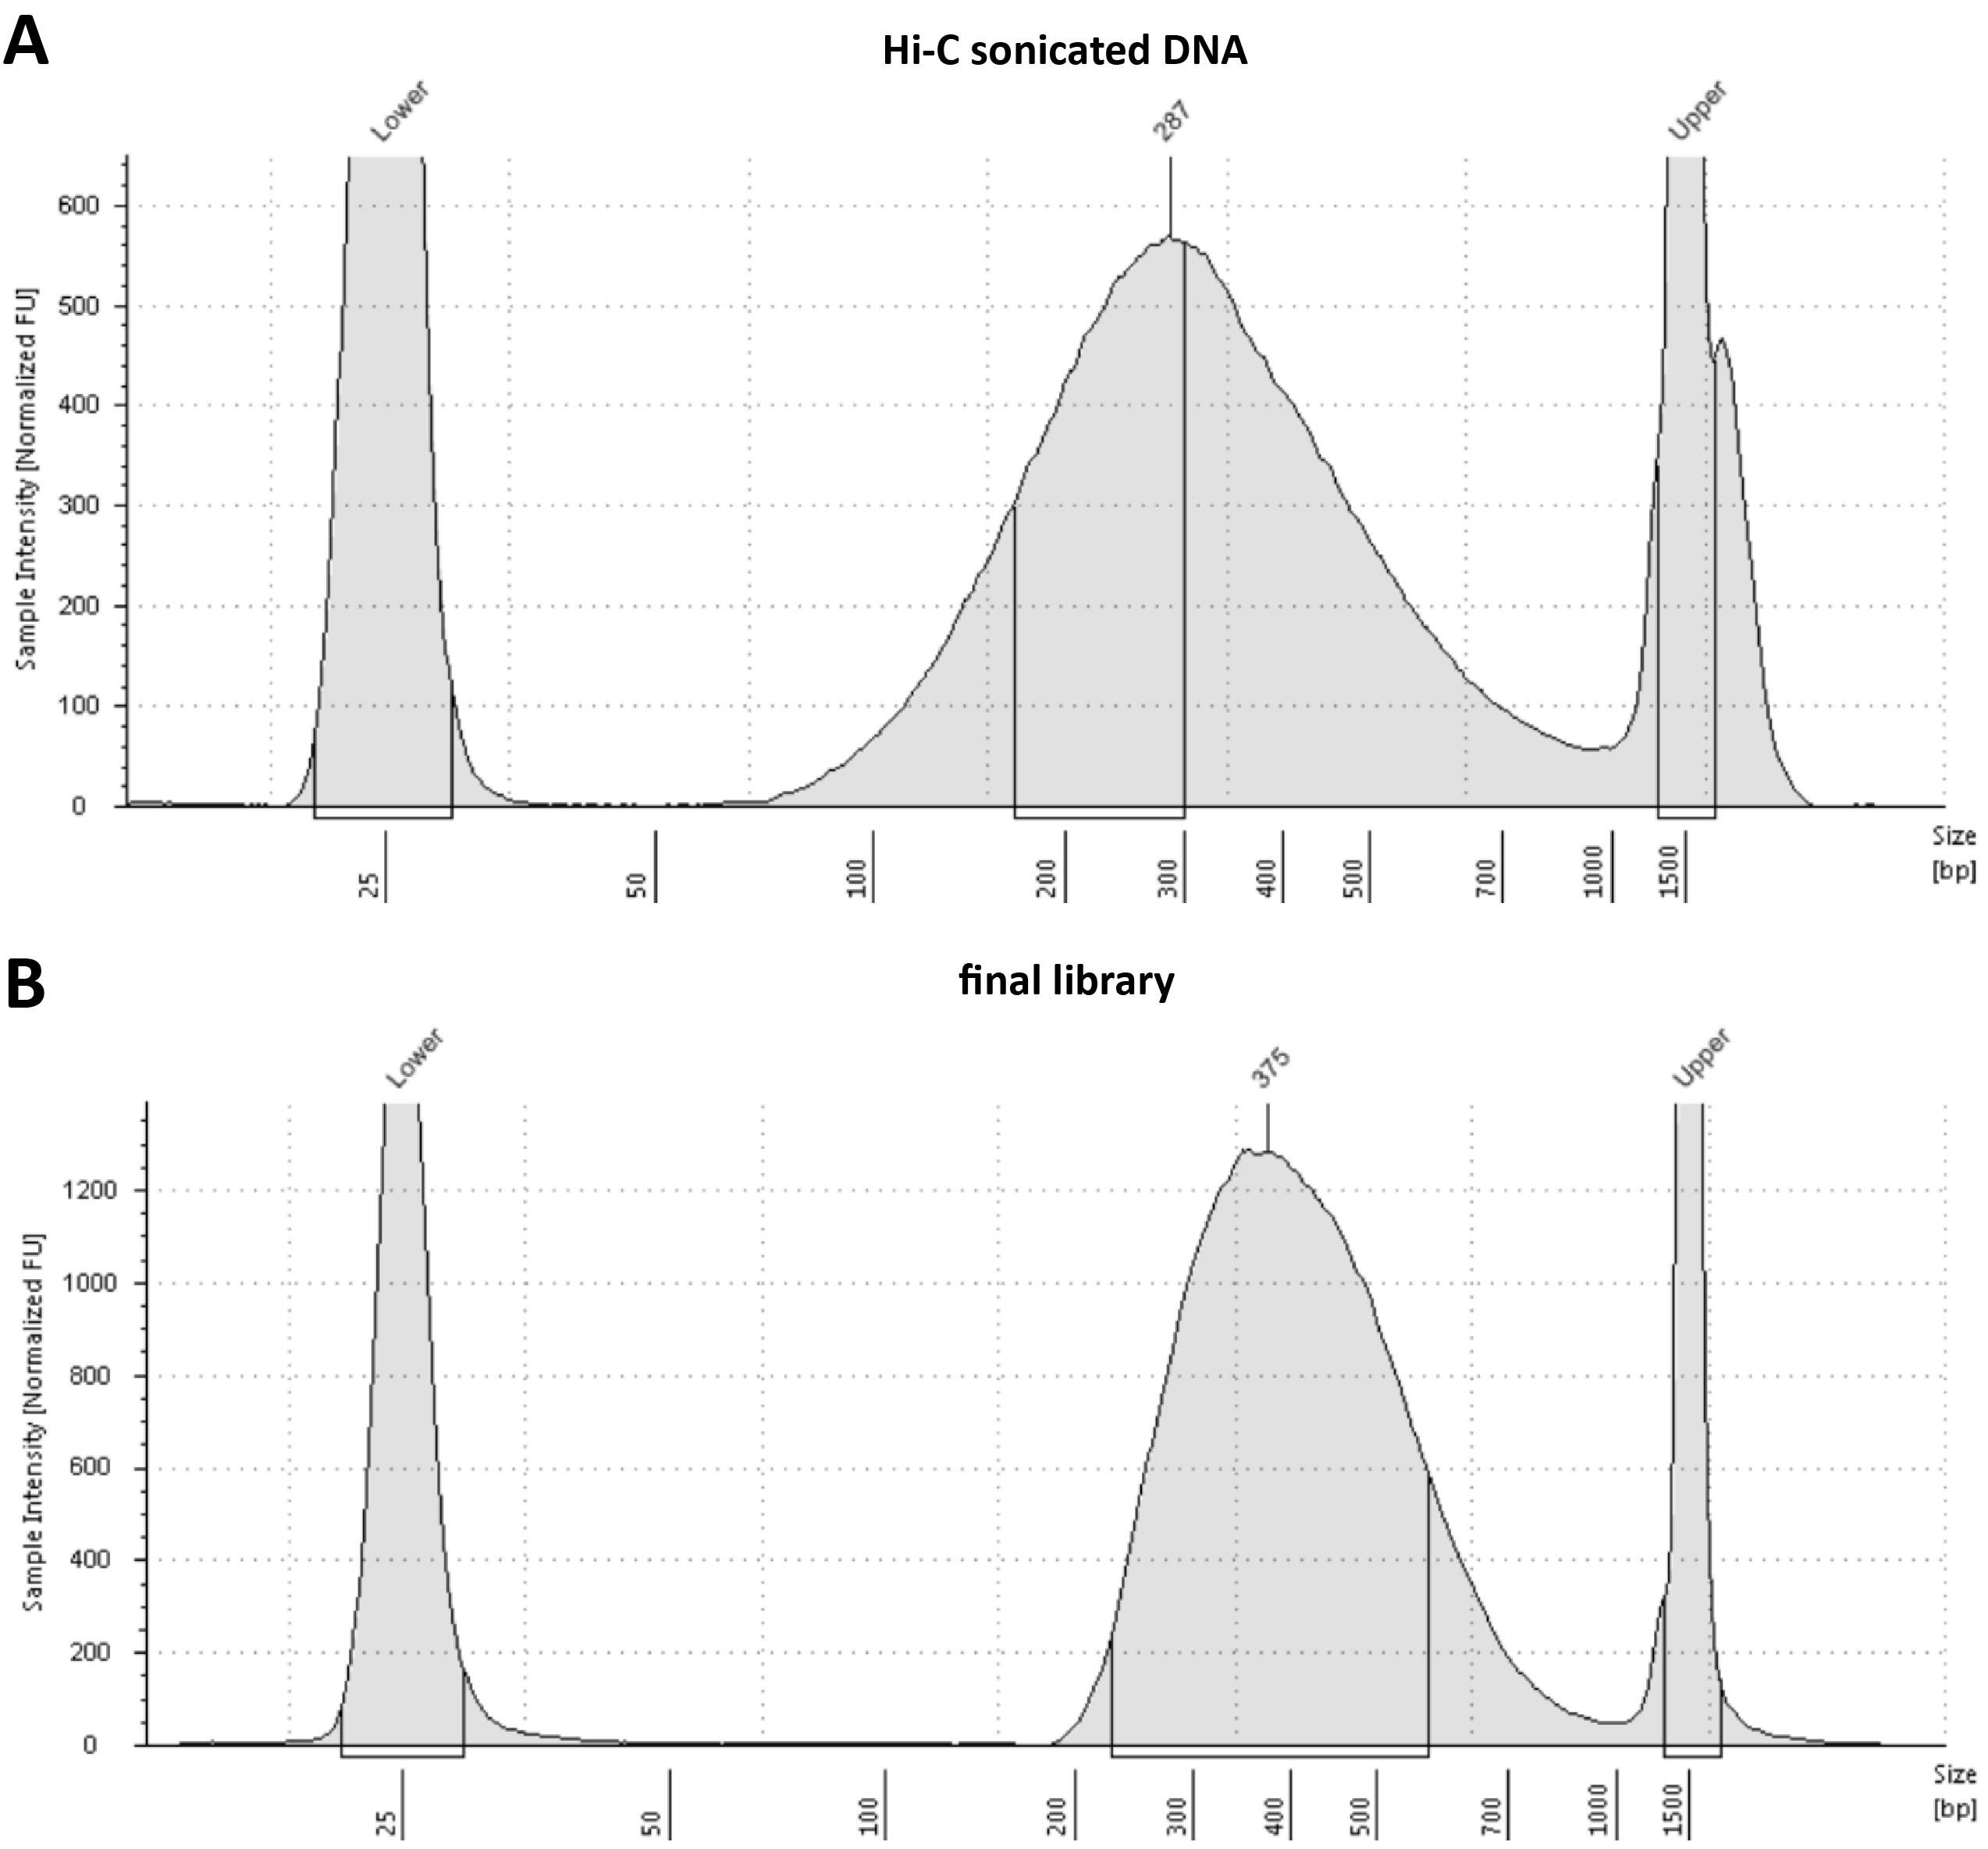 A
Hi-C sonicated DNA
Lower
287
Upper
Sample Intensity [Normalized FU]
600
500
400
300
200
100
0
25
50
100
200
300
400
500
700
1000
1500
Size
[bp]
B
final library
Lower
375
Upper
Sample Intensity [Normalized FU]
1200
1000
800
600
400
200
0
25
50
100
200
300
400
500
700
1000
1500
Size
[bp]